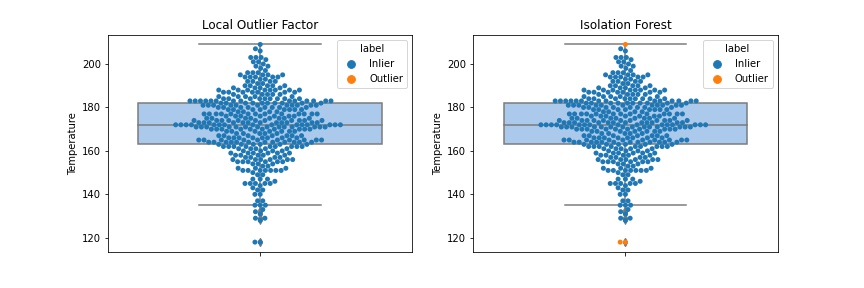 Local Outlier Factor
Temperature
200
180
160
140
120
label
Inlier
Outlier
Isolation Forest
Temperature
200
180
160
140
120
label
Inlier
Outlier